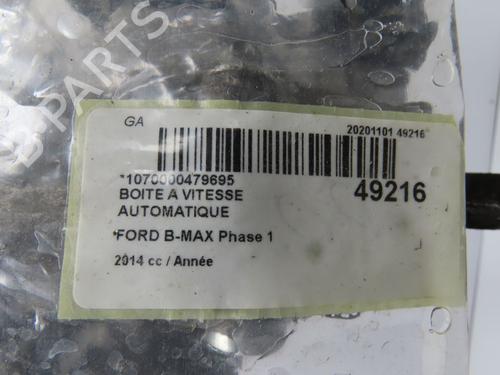 B-PARTS
GA
20201101 49216
*1070000479695
49216
BOITE A VITESSE
AUTOMATIQUE
*FORD B-MAX Phase 1
2014 cc / Année